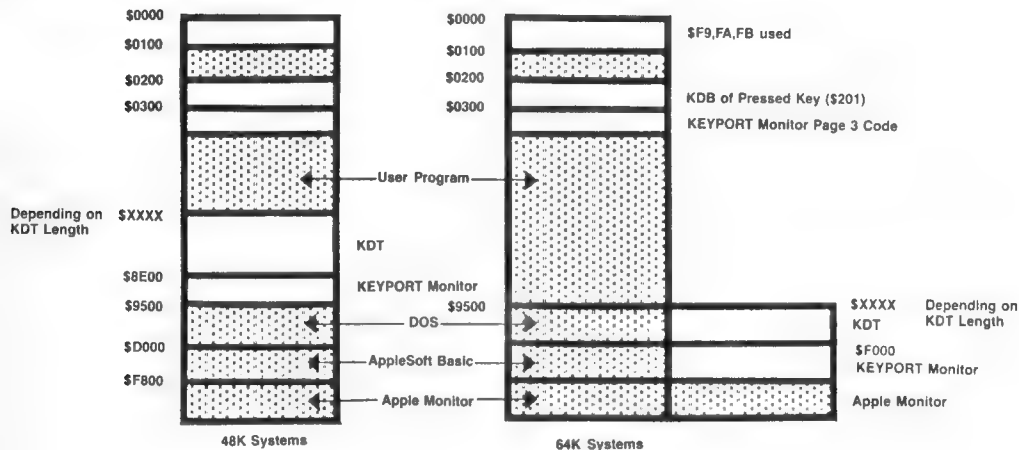 $0000
$0000
$F9,FA,FB used
$0100
$0100
$0200
$0200
KDB of Pressed Key ($201)
$0300
$0300
KEYPORT Monitor Page 3 Code
User Program
Depending on
KDT Length
$XXXX
KDT
$8E00
KEYPORT Monitor
$9500
$9500
$XXXX
Depending on
KDT Length
DOS
KDT
$D000
$F000
AppleSoft Basic
KEYPORT Monitor
$F800
Apple Monitor
Apple Monitor
48K Systems
64K Systems